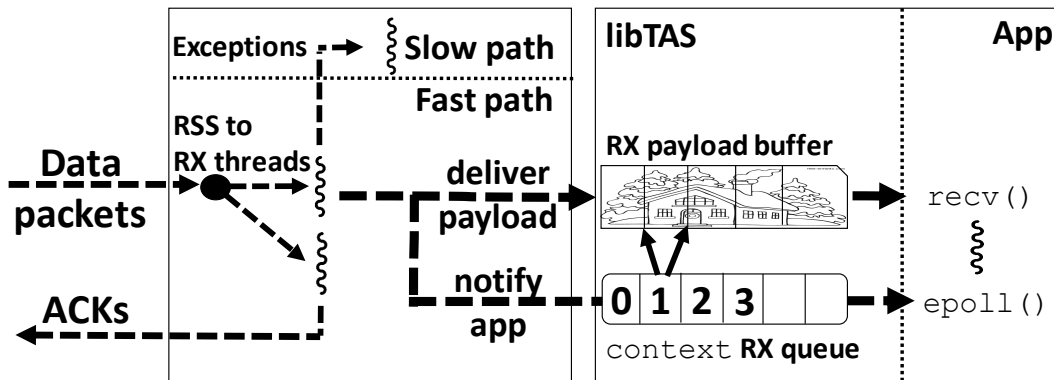 Exceptions
Slow path
Fast path
RSS to
RX threads
Data
packets
ACKs
deliver
payload
notify
app
libTAS
App
RX payload buffer
recv()
0 1 2 3
epoll()
context RX queue